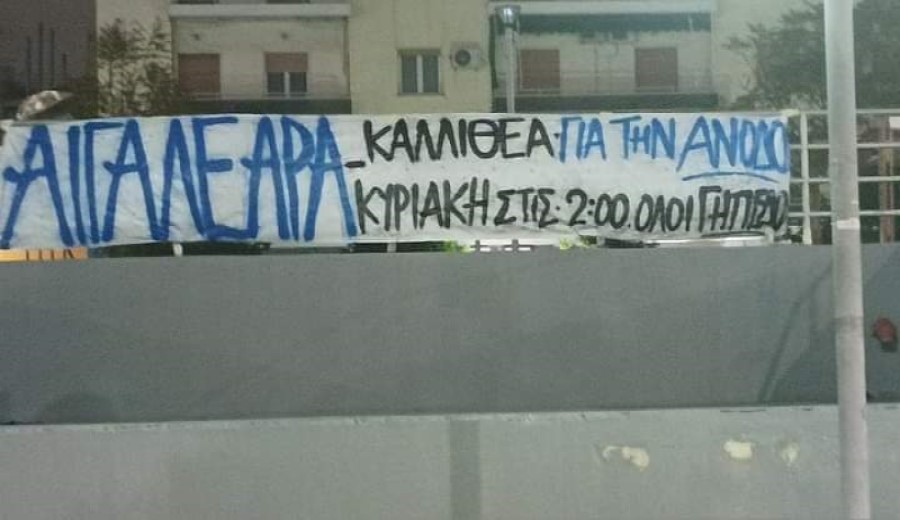 ΑΙΓΑΛΕΑΡΑ-ΚΑΛΛΙΘΕΑ ΓΙΑ ΤΗΝ ΑΝΟΔΟ
ΚΥΡΙΑΚΗ ΣΤΙΣ 2:00 ΟΛΟΙ ΓΗΠΕΔΟ